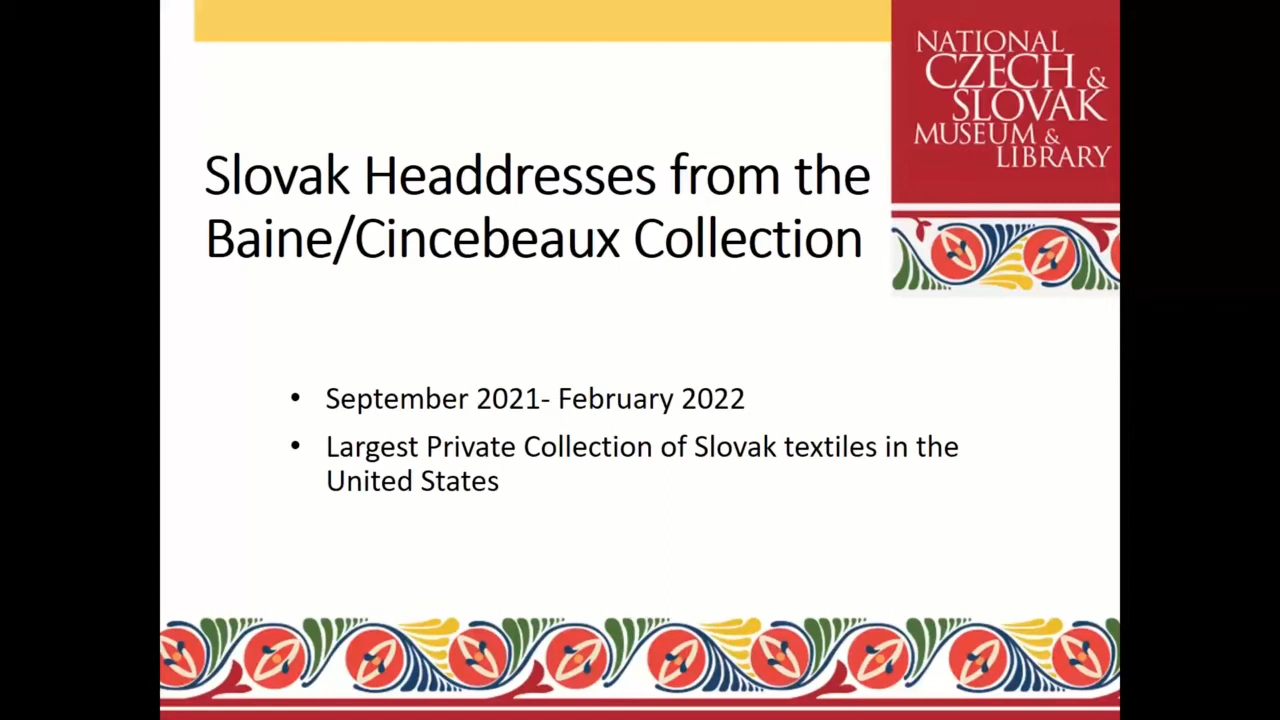 NATIONAL
CZECH &
SLOVAK
MUSEUM &
LIBRARY
Slovak Headdresses from the
Baine/Cincebeaux Collection
• September 2021- February 2022
• Largest Private Collection of Slovak textiles in the
United States